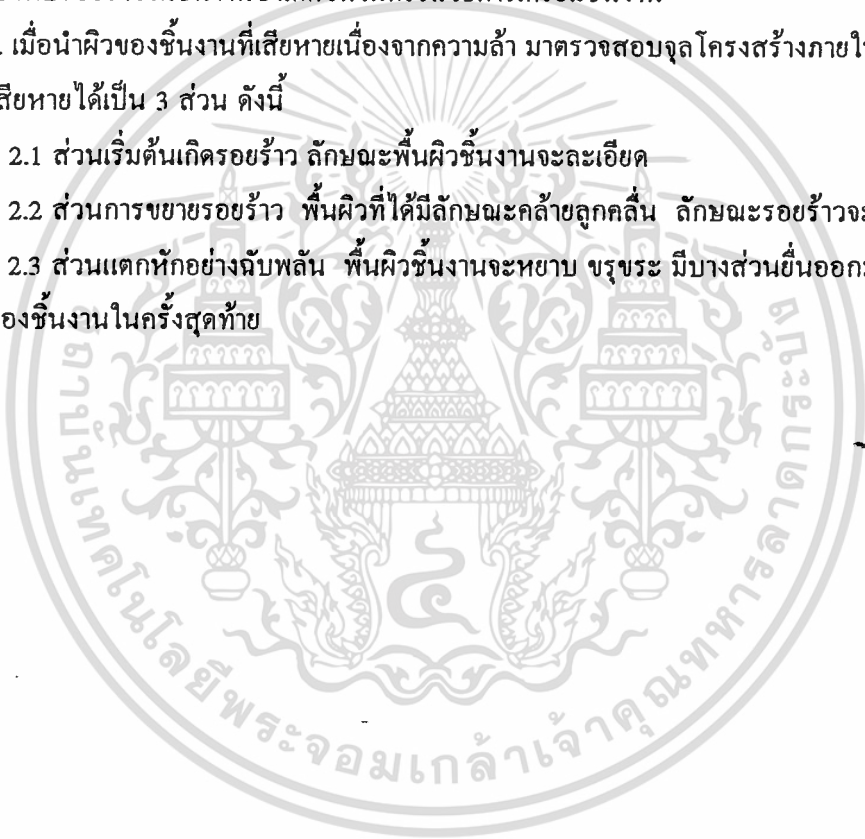 . เมื่อนำผิวของชิ้นงานที่เสียหายเนื่องจากความล้า มาตรวจสอบจุลโครงสร้างภายใ
สียหายได้เป็น 3 ส่วน ดังนี้
2.1 ส่วนเริ่มต้นเกิดรอยร้าว ลักษณะพื้นผิวชิ้นงานจะละเอียด
2.2 ส่วนการขยายรอยร้าว พื้นผิวที่ได้มีลักษณะคล้ายลูกคลื่น ลักษณะรอยร้าวจะ
2.3 ส่วนแตกหักอย่างฉับพลัน พื้นผิวชิ้นงานจะหยาบ ขรุขระ มีบางส่วนยื่นออก
องชิ้นงานในครั้งสุดท้าย
สถาบันเทคโนโลยีพระจอมเกล้าเจ้าคุณทหารลาดกระบัง